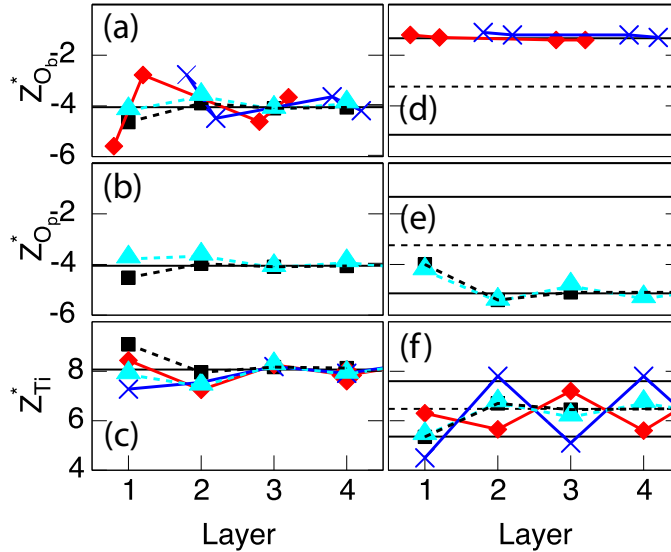 (a)
Z*Ob
-2
-4
-6
(d)
(b)
Z*Op
-2
-4
-6
(e)
(c)
Z*Ti
8
6
4
(f)
1 2 3 4
1 2 3 4
Layer
Layer